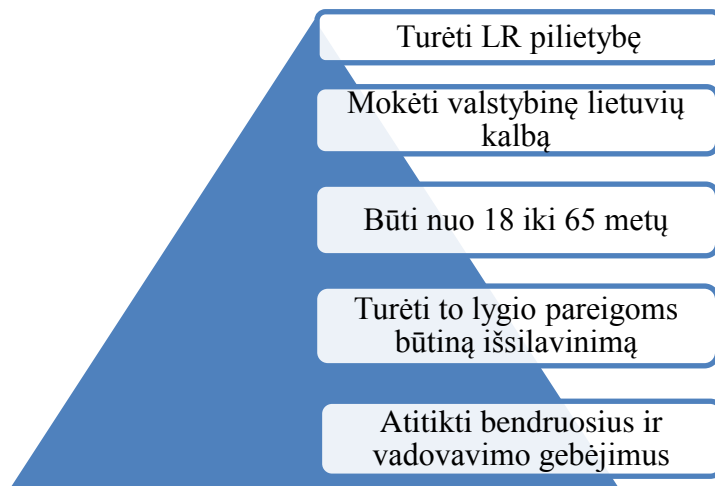 Turėti LR pilietybę
Mokėti valstybinę lietuvių
kalbą
Būti nuo 18 iki 65 metų
Turėti to lygio pareigoms
būtiną išsilavinimą
Atitikti bendruosius ir
vadovavimo gebėjimus